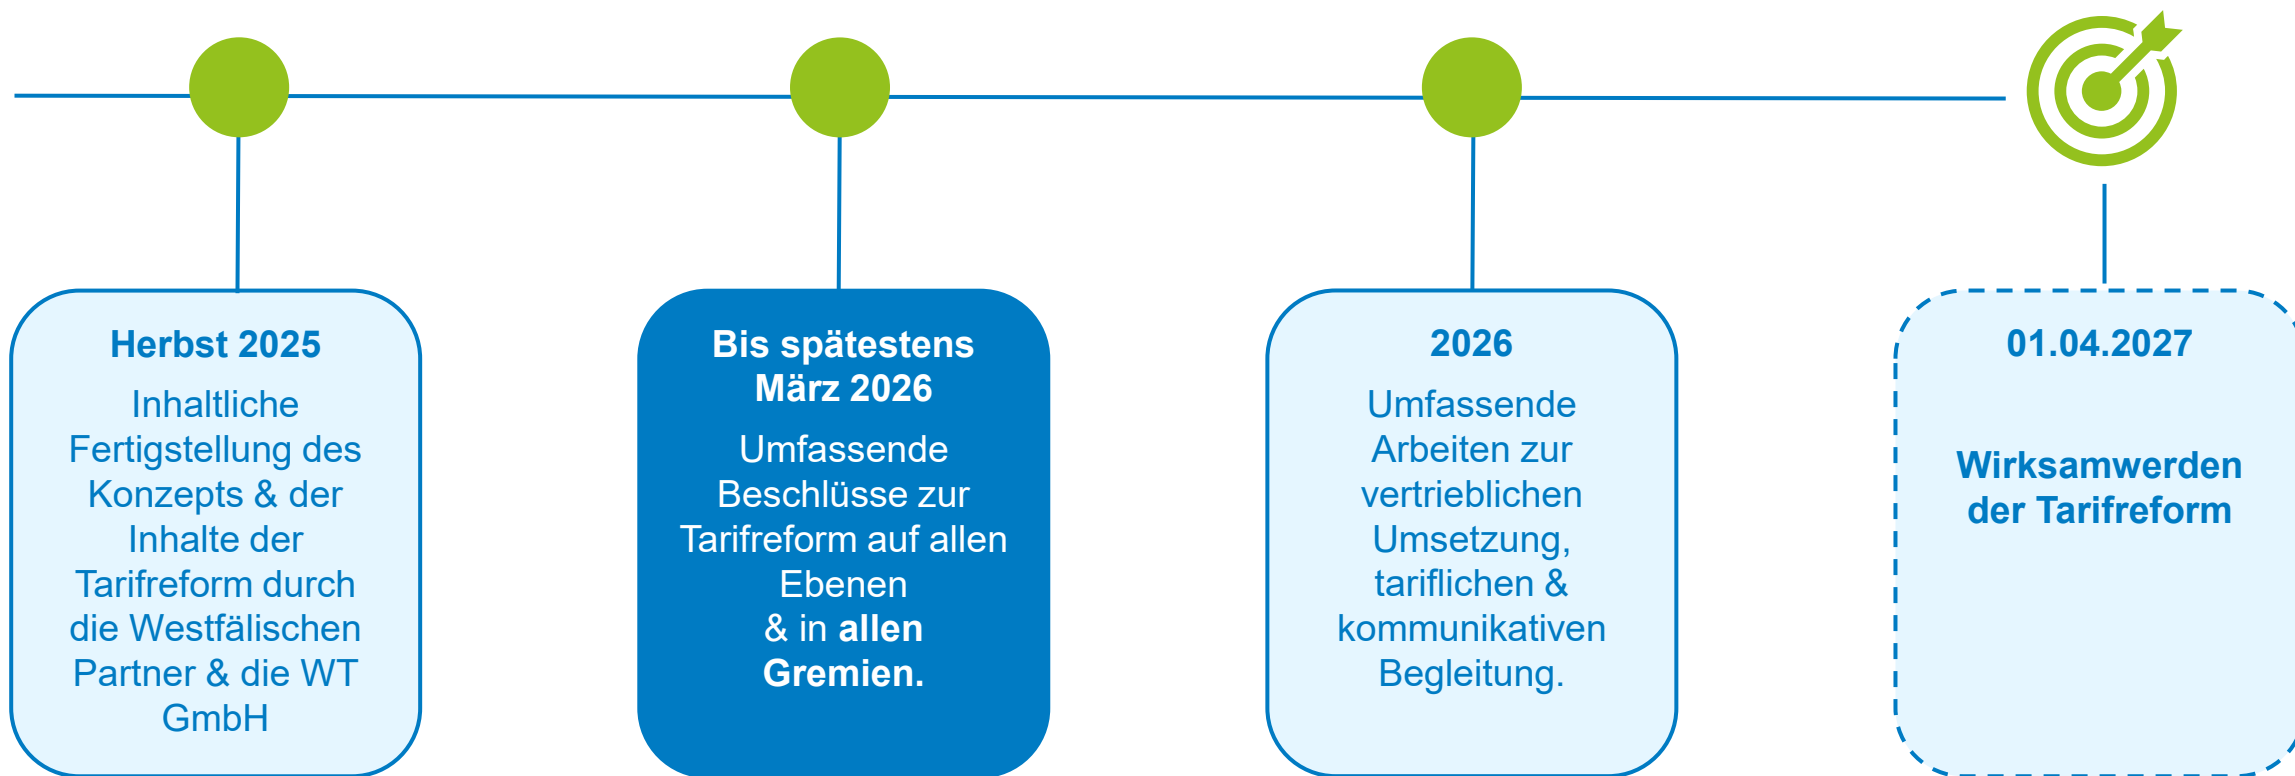 Herbst 2025
Inhaltliche
Fertigstellung des
Konzepts & der
Inhalte der
Tarifreform durch
die Westfälischen
Partner & die WT
GmbH
Bis spätestens
März 2026
Umfassende
Beschlüsse zur
Tarifreform auf allen
Ebenen
& in allen
Gremien.
2026
Umfassende
Arbeiten zur
vertrieblichen
Umsetzung,
tariflichen &
kommunikativen
Begleitung.
01.04.2027
Wirksamwerden
der Tarifreform